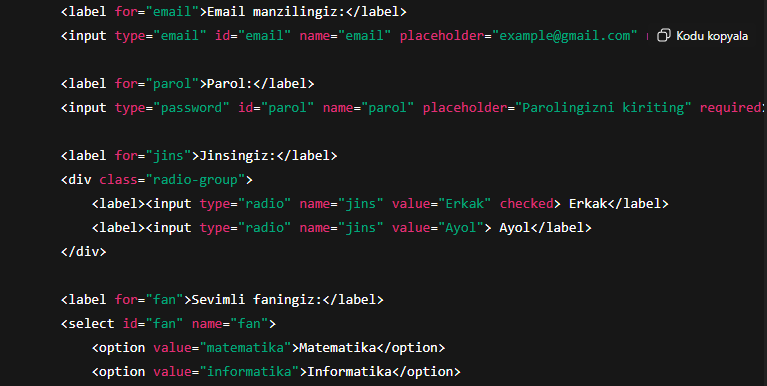 <label for="email">Email manzilingiz:</label>
<input type="email" id="email" name="email" placeholder="example@gmail.com"
Kodu kopyala
<label for="parol">Parol:</label>
<input type="password" id="parol" name="parol" placeholder="Parolingizni kiriting" required>
<label for="jins">Jinsingiz:</label>
<div class="radio-group">
<label><input type="radio" name="jins" value="Erkak" checked> Erkak</label>
<label><input type="radio" name="jins" value="Ayol"> Ayol</label>
</div>
<label for="fan">Sevimli faningiz:</label>
<select id="fan" name="fan">
<option value="matematika">Matematika</option>
<option value="informatika">Informatika</option>